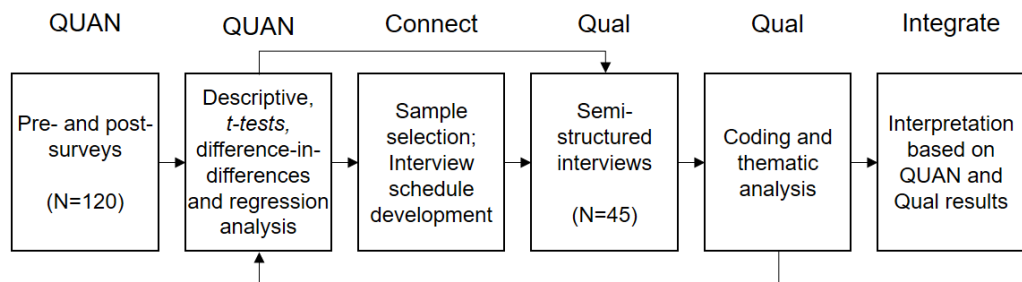 QUAN
QUAN
Connect
Qual
Qual
Integrate
Pre- and post-
surveys
(N=120)
Descriptive,
t-tests,
difference-in-
differences
and regression
analysis
Sample
selection;
Interview
schedule
development
Semi-
structured
interviews
(N=45)
Coding and
thematic
analysis
Interpretation
based on
QUAN and
Qual results